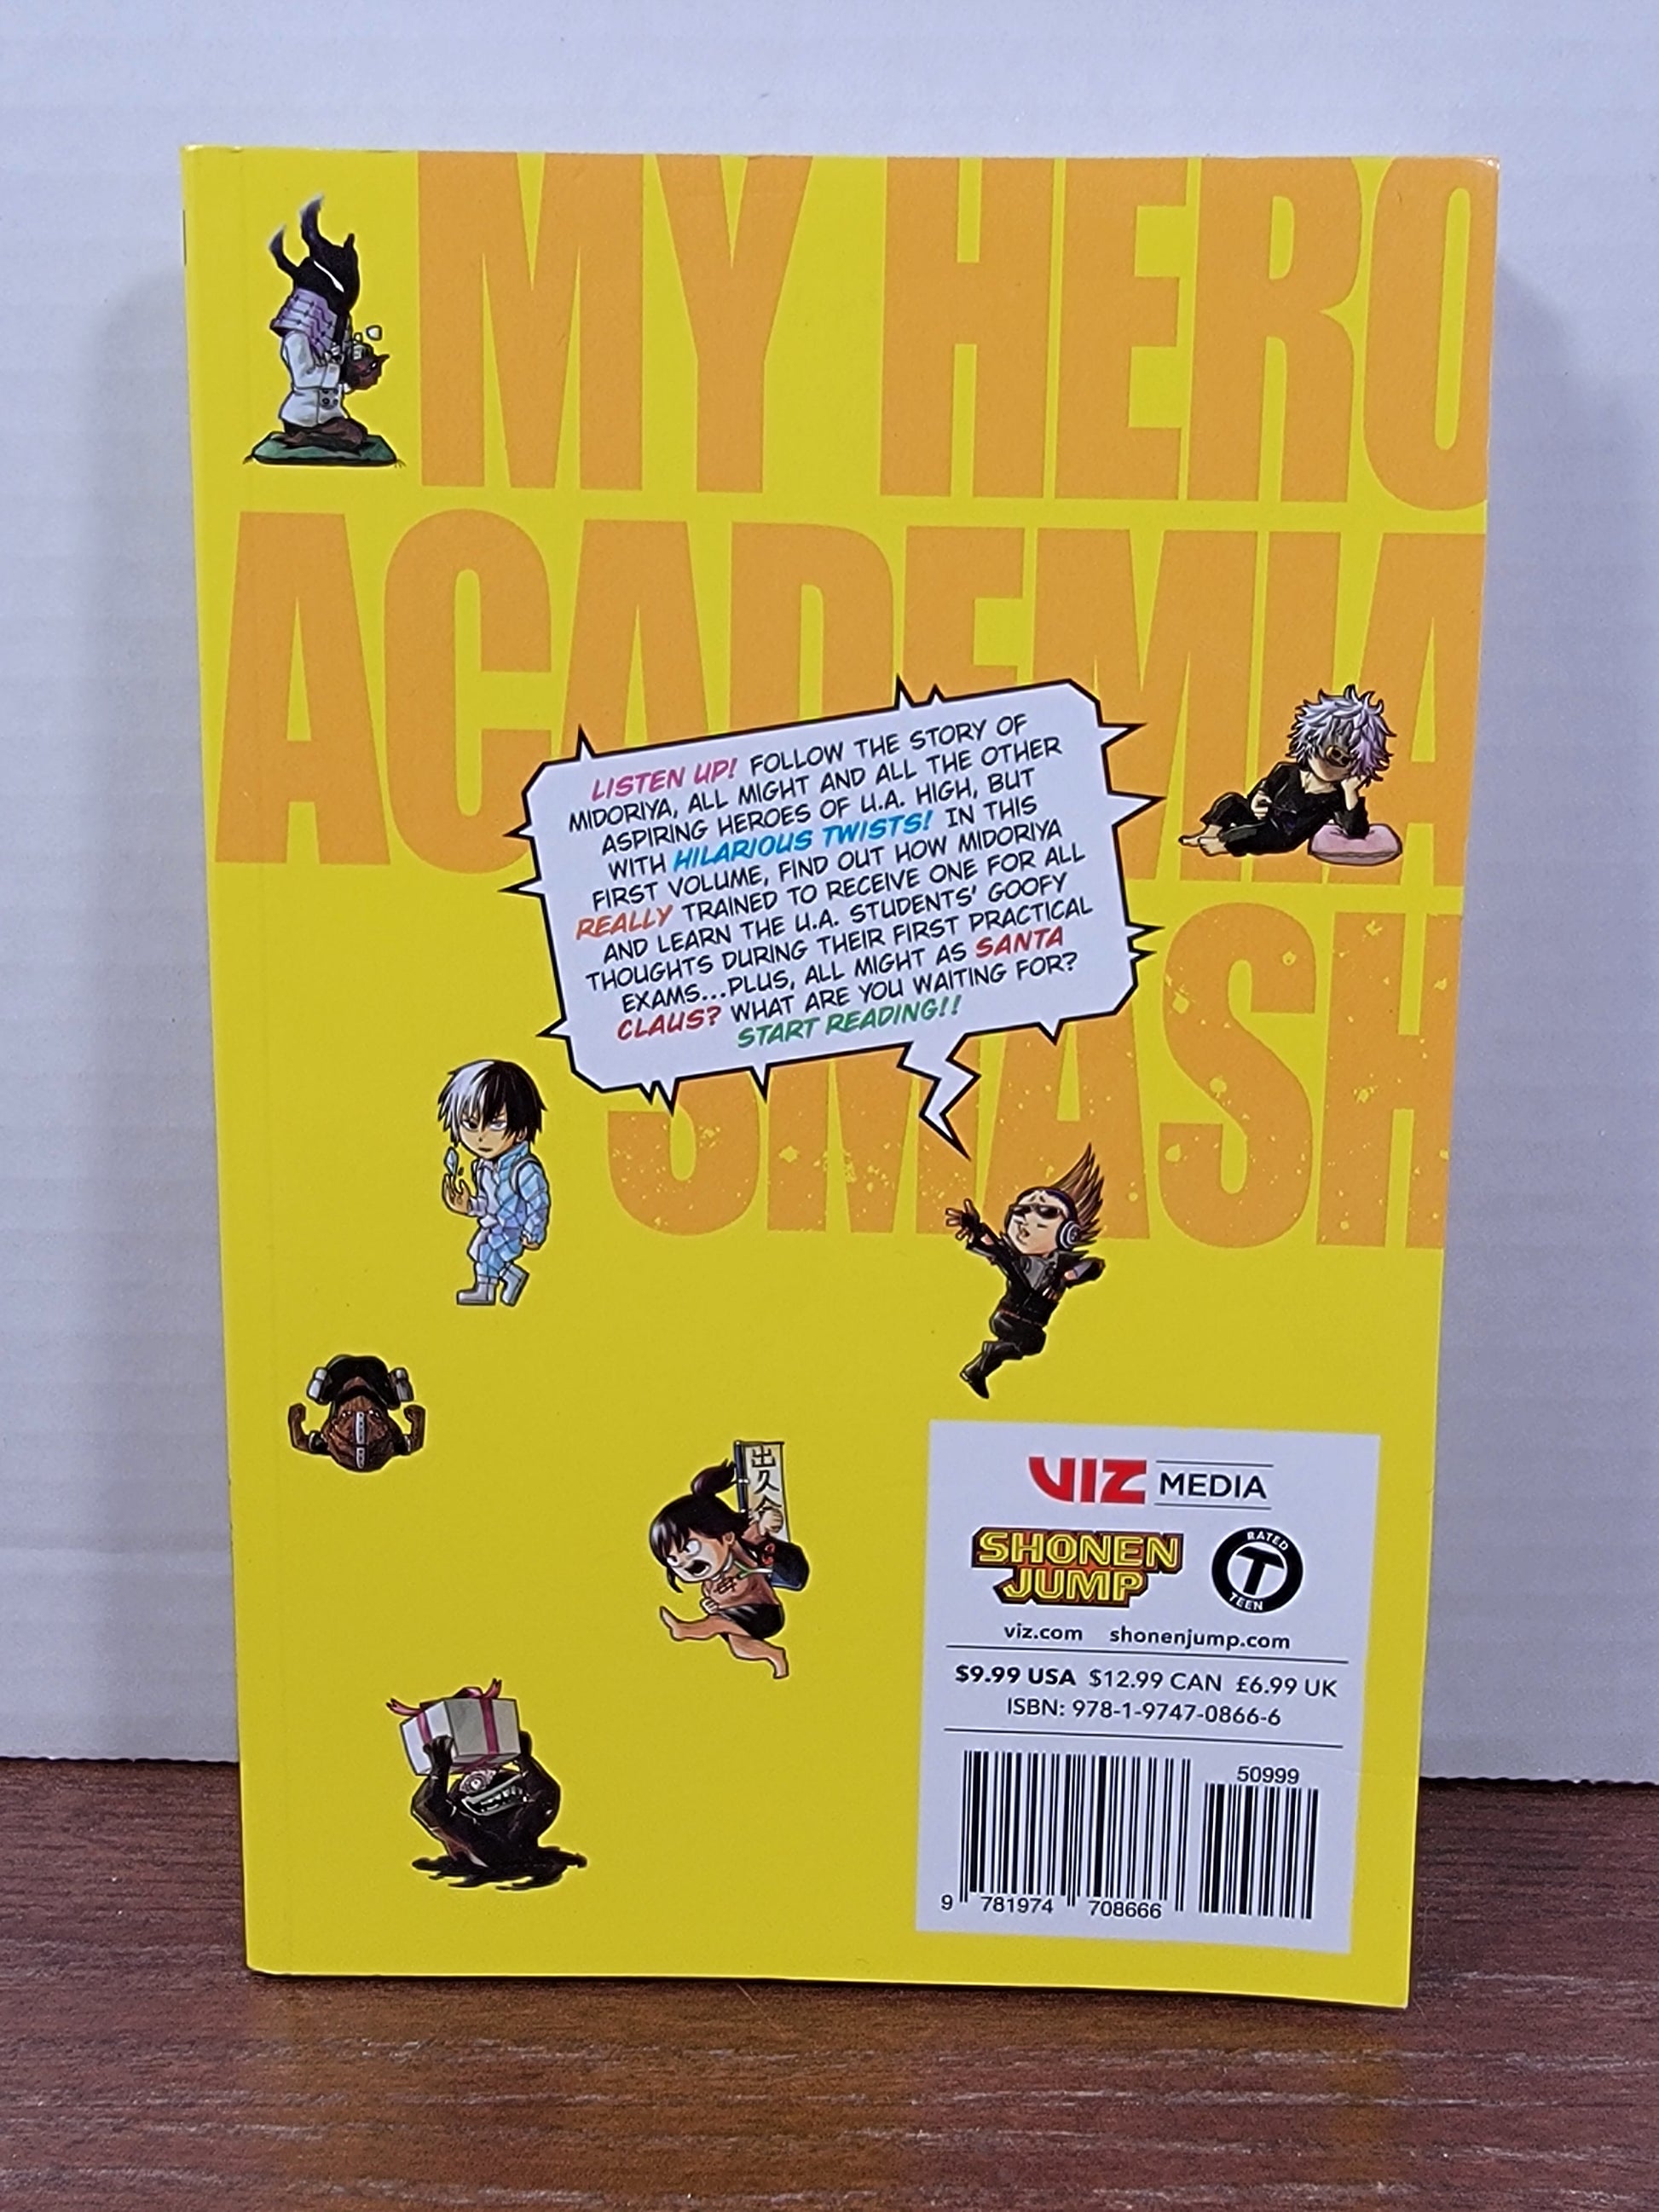 MY HERO
ACADEMIA
SMASH
LISTEN UP! FOLLOW THE STORY OF
MIDORIYA, ALL MIGHT AND ALL THE OTHER
ASPIRING HEROES OF U.A. HIGH, BUT
WITH HILARIOUS TWISTS! IN THIS
FIRST VOLUME, FIND OUT HOW MIDORIYA
REALLY TRAINED TO RECEIVE ONE FOR ALL
AND LEARN THE U.A. STUDENTS' GOOFY
THOUGHTS DURING THEIR FIRST PRACTICAL
EXAMS...PLUS, ALL MIGHT AS SANTA
CLAUS? WHAT ARE YOU WAITING FOR?
START READING!!
出久命
VIZ MEDIA
SHONEN
JUMP
RATED
T
TEEN
viz.com shonenjump.com
$9.99 USA $12.99 CAN £6.99 UK
ISBN: 978-1-9747-0866-6
50999
9 781974 708666